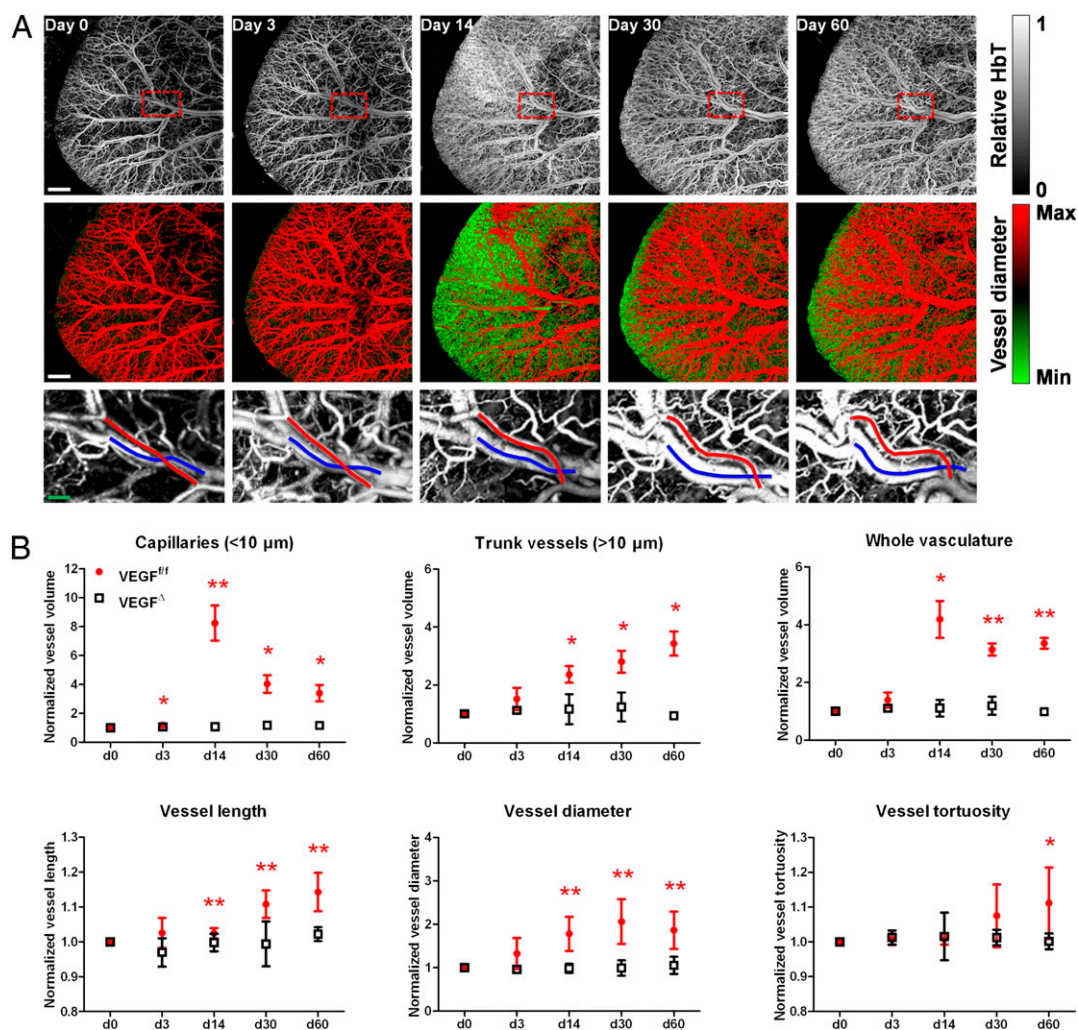 A
Day 0 Day 3 Day 14 Day 30 Day 60
1
Relative HbT
0
Max
Vessel diameter
Min
B
Capillaries (<10 µm)
Normalized vessel volume
12
10
8
6
4
2
0
VEGF^f/f
VEGF^Δ
*
**
*
*
d0 d3 d14 d30 d60
Trunk vessels (>10 µm)
Normalized vessel volume
6
4
2
0
*
*
*
d0 d3 d14 d30 d60
Whole vasculature
Normalized vessel volume
6
4
2
0
*
**
**
d0 d3 d14 d30 d60
Vessel length
Normalized vessel length
1.3
1.2
1.1
1.0
0.9
0.8
**
**
**
d0 d3 d14 d30 d60
Vessel diameter
Normalized vessel diameter
4
3
2
1
0
**
**
**
d0 d3 d14 d30 d60
Vessel tortuosity
Normalized vessel tortuosity
1.3
1.2
1.1
1.0
0.9
0.8
*
d0 d3 d14 d30 d60